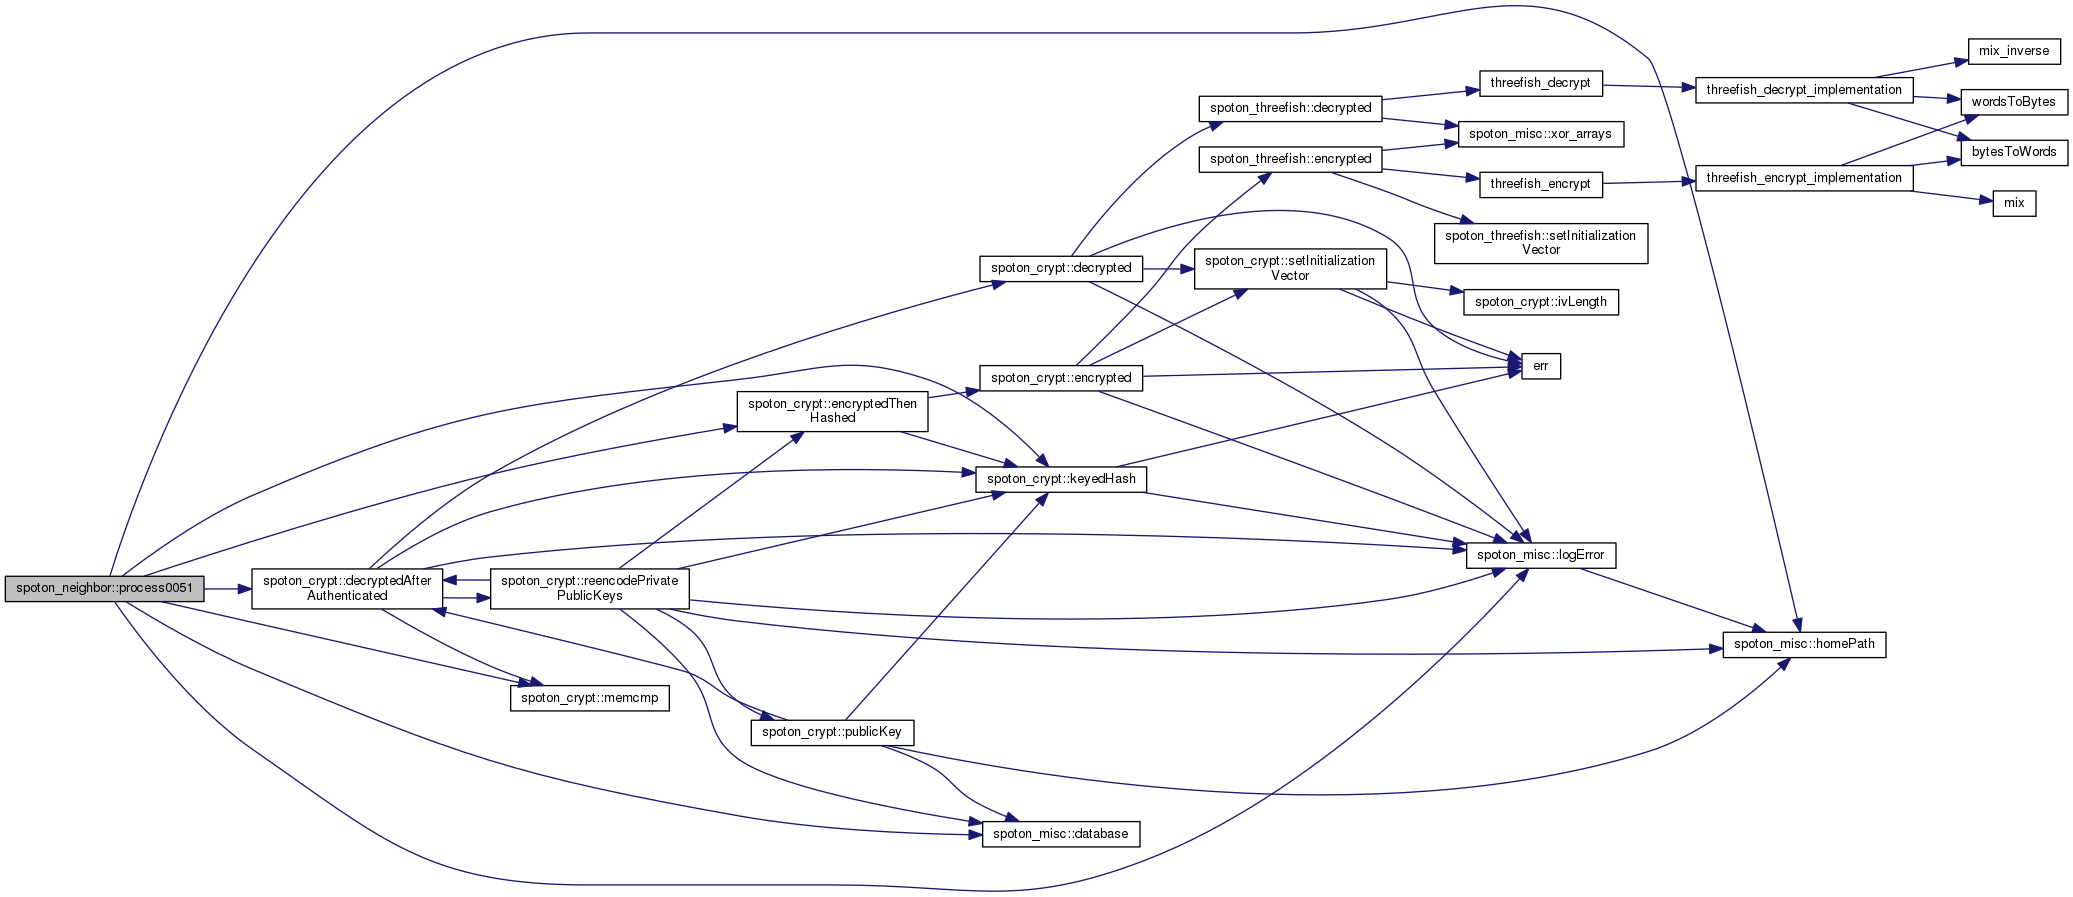 mix_inverse
threefish_decrypt
threefish_decrypt_implementation
wordsToBytes
spoton_threefish::decrypted
spoton_misc::xor_arrays
bytesToWords
spoton_threefish::encrypted
threefish_encrypt
threefish_encrypt_implementation
mix
spoton_threefish::setInitialization
Vector
spoton_crypt::decrypted
spoton_crypt::setInitialization
Vector
spoton_crypt::ivLength
err
spoton_crypt::encrypted
spoton_crypt::encryptedThen
Hashed
spoton_crypt::keyedHash
spoton_misc::logError
spoton_neighbor::process0051
spoton_crypt::decryptedAfter
Authenticated
spoton_crypt::reencodePrivate
PublicKeys
spoton_misc::homePath
spoton_crypt::memcmp
spoton_crypt::publicKey
spoton_misc::database